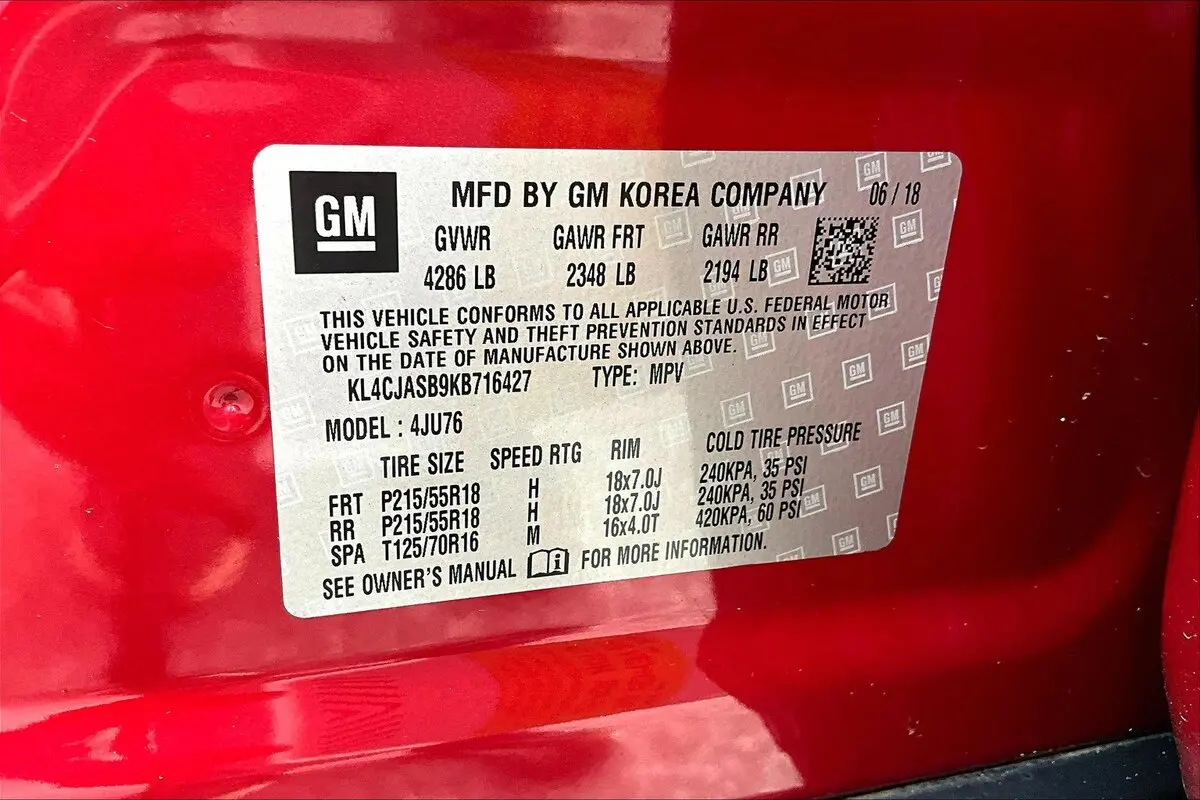 GM
MFD BY GM KOREA COMPANY 06 / 18
GVWR GAWR FRT GAWR RR
4286 LB 2348 LB 2194 LB
THIS VEHICLE CONFORMS TO ALL APPLICABLE U.S. FEDERAL MOTOR
VEHICLE SAFETY AND THEFT PREVENTION STANDARDS IN EFFECT
ON THE DATE OF MANUFACTURE SHOWN ABOVE.
KL4CJASB9KB716427 TYPE: MPV
MODEL : 4JU76
TIRE SIZE SPEED RTG RIM COLD TIRE PRESSURE
FRT P215/55R18 H 18x7.0J 240KPA, 35 PSI
RR P215/55R18 H 18x7.0J 240KPA, 35 PSI
SPA T125/70R16 M 16x4.0T 420KPA, 60 PSI
SEE OWNER'S MANUAL FOR MORE INFORMATION.